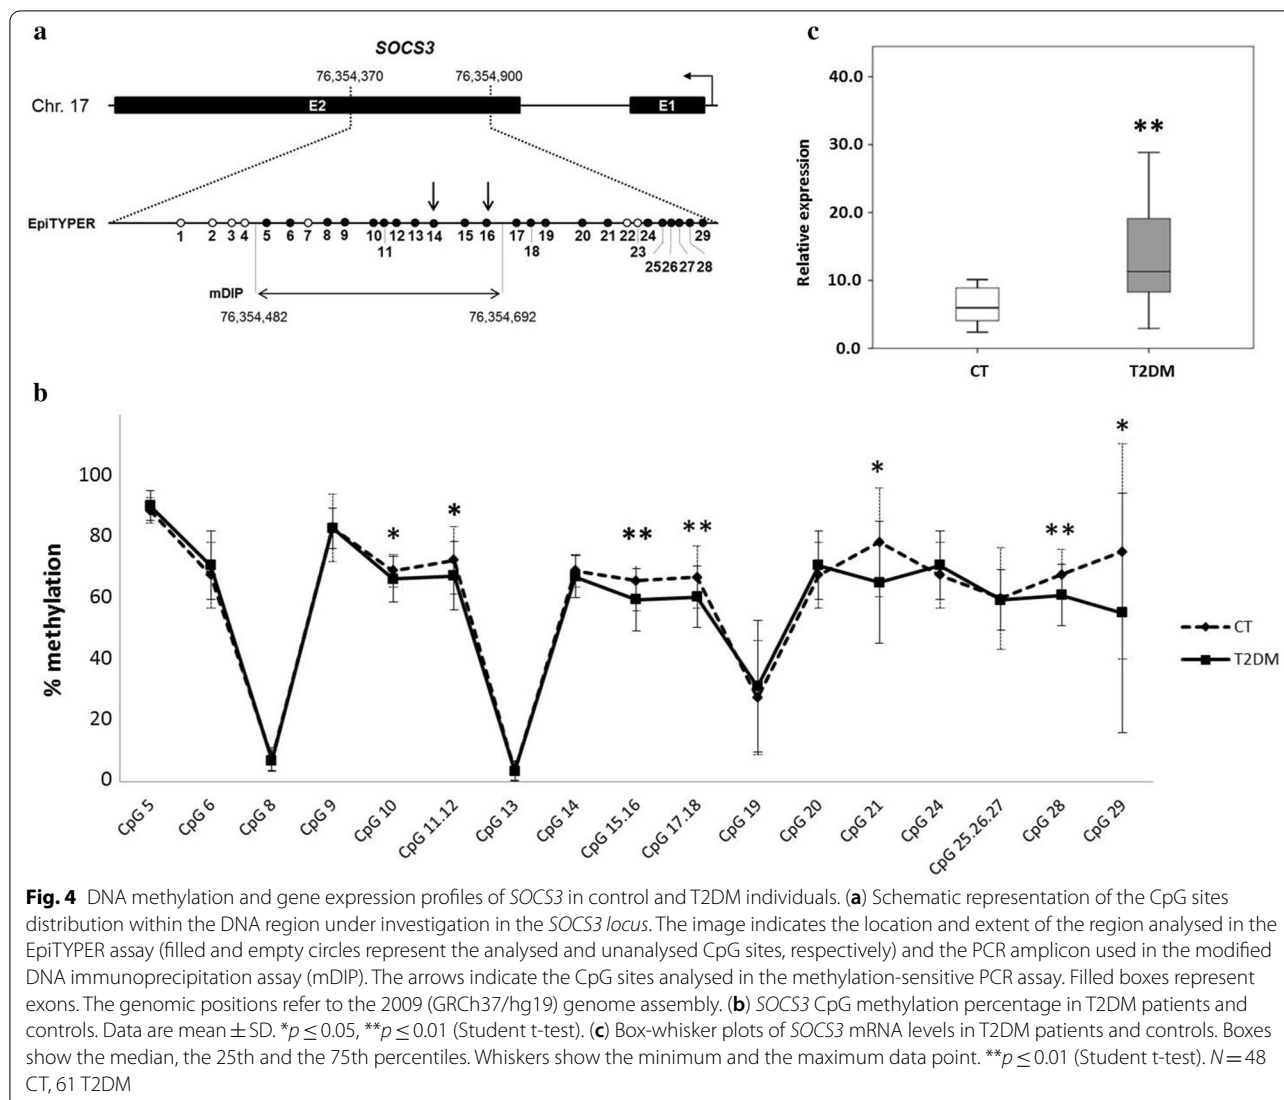 a
SOCS3
76,354,370
76,354,900
Chr. 17
E2
E1
EpiTYPER
1 2 3 4 5 6 7 8 9 10 12 13 14 15 16 17 19 20 21 22 24 29
11 18 23 25 26 27 28
mDIP
76,354,482
76,354,692
c
Relative expression
40.0
**
30.0
20.0
10.0
0.0
CT
T2DM
b
% methylation
100
80
60
40
20
0
*
*
**
**
*
**
*
CT
T2DM
CpG 5
CpG 6
CpG 8
CpG 9
CpG 10
CpG 11.12
CpG 13
CpG 14
CpG 15.16
CpG 17.18
CpG 19
CpG 20
CpG 21
CpG 24
CpG 25.26.27
CpG 28
CpG 29
Fig. 4 DNA methylation and gene expression profiles of SOCS3 in control and T2DM individuals. (a) Schematic representation of the CpG sites
distribution within the DNA region under investigation in the SOCS3 locus. The image indicates the location and extent of the region analysed in the
EpiTYPER assay (filled and empty circles represent the analysed and unanalysed CpG sites, respectively) and the PCR amplicon used in the modified
DNA immunoprecipitation assay (mDIP). The arrows indicate the CpG sites analysed in the methylation-sensitive PCR assay. Filled boxes represent
exons. The genomic positions refer to the 2009 (GRCh37/hg19) genome assembly. (b) SOCS3 CpG methylation percentage in T2DM patients and
controls. Data are mean ± SD. *p ≤ 0.05, **p ≤ 0.01 (Student t-test). (c) Box-whisker plots of SOCS3 mRNA levels in T2DM patients and controls. Boxes
show the median, the 25th and the 75th percentiles. Whiskers show the minimum and the maximum data point. **p ≤ 0.01 (Student t-test). N = 48
CT, 61 T2DM